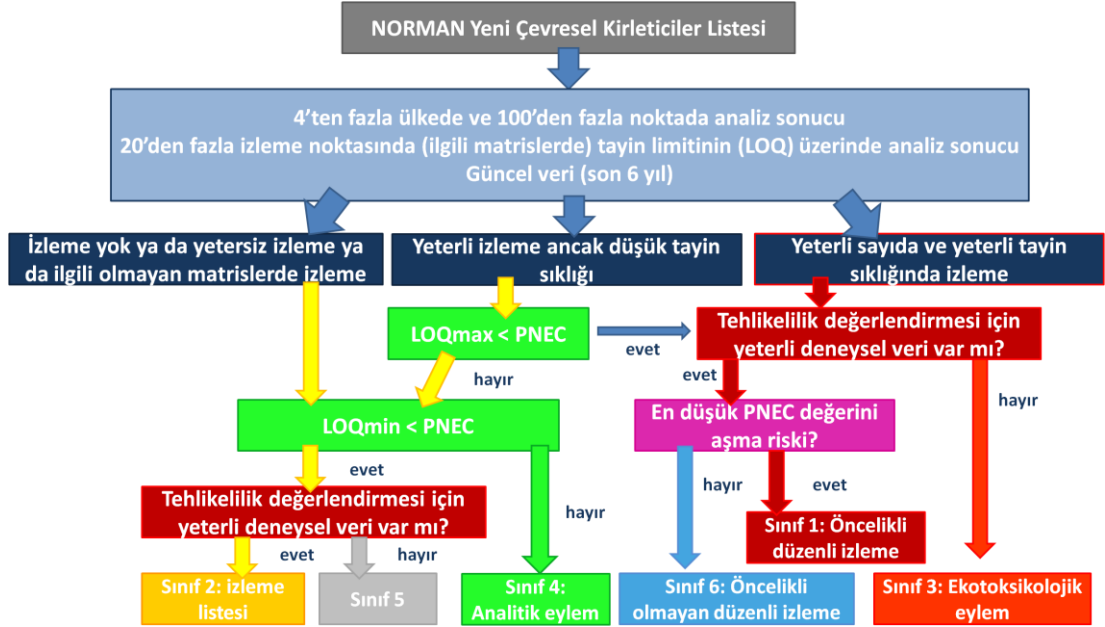 NORMAN Yeni Çevresel Kirleticiler Listesi
4'ten fazla ülkede ve 100'den fazla noktada analiz sonucu
20'den fazla izleme noktasında (ilgili matrislerde) tayin limitinin (LOQ) üzerinde analiz sonucu
Güncel veri (son 6 yıl)
İzleme yok ya da yetersiz izleme ya
da ilgili olmayan matrislerde izleme
Yeterli izleme ancak düşük tayin
sıklığı
Yeterli sayıda ve yeterli tayin
sıklığında izleme
LOQmax < PNEC
evet
Tehlikelilik değerlendirmesi için
yeterli deneysel veri var mı?
hayır
evet
hayır
LOQmin < PNEC
En düşük PNEC değerini
aşma riski?
evet
hayır
hayır
evet
Tehlikelilik değerlendirmesi için
yeterli deneysel veri var mı?
Sınıf 1: Öncelikli
düzenli izleme
evet
hayır
Sınıf 2: izleme
listesi
Sınıf 5
Sınıf 4:
Analitik eylem
Sınıf 6: Öncelikli
olmayan düzenli izleme
Sınıf 3: Ekotoksikolojik
eylem